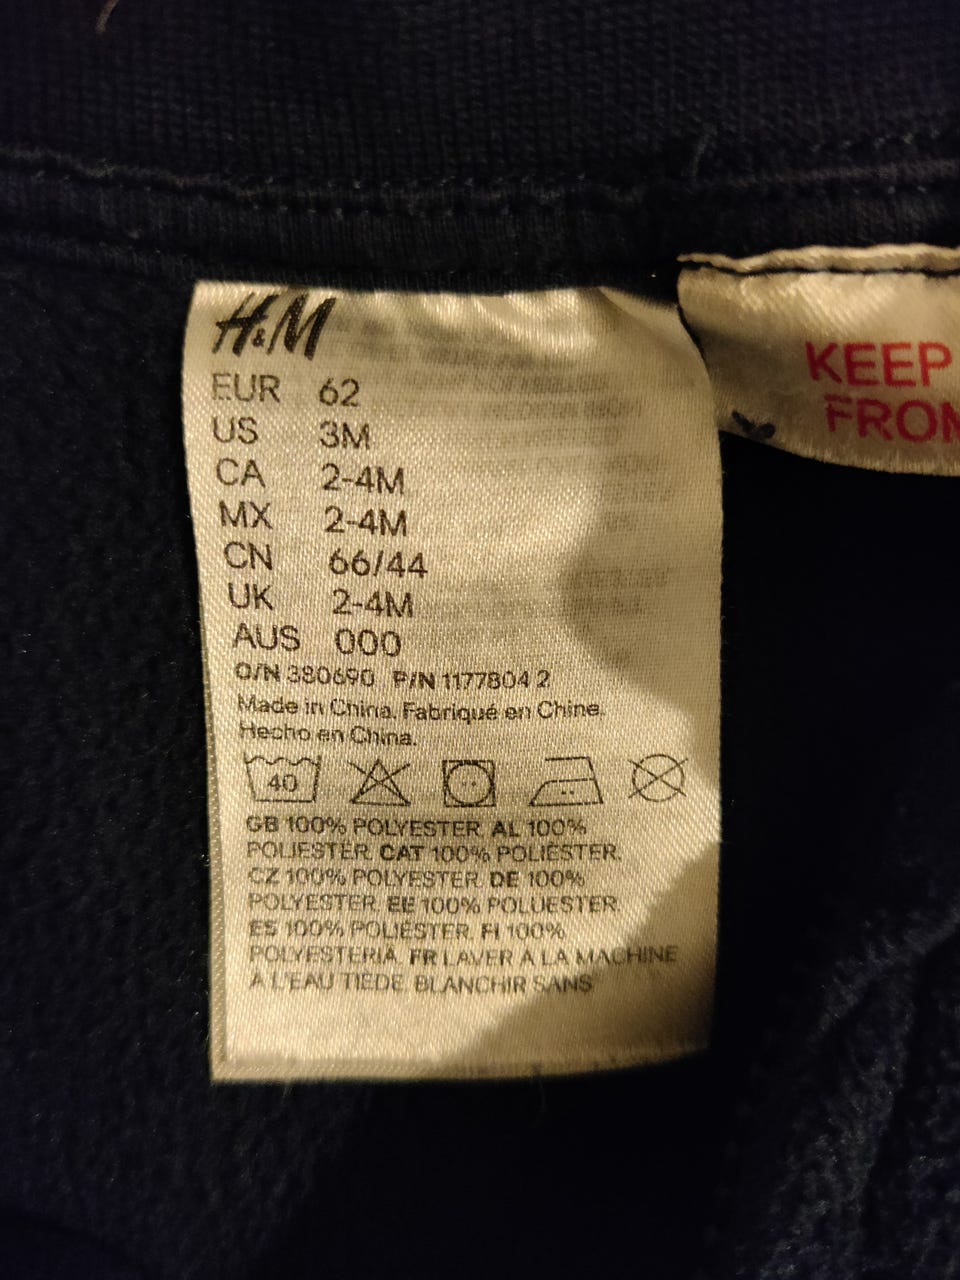 H&M
EUR 62
US 3M
CA 2-4M
MX 2-4M
CN 66/44
UK 2-4M
AUS 000
O/N 380690 P/N 1177804 2
Made in China. Fabriqué en Chine.
Hecho en China.
40
GB 100% POLYESTER. AL 100%
POLIESTER. CAT 100% POLIÈSTER.
CZ 100% POLYESTER. DE 100%
POLYESTER. EE 100% POLÜESTER.
ES 100% POLIÉSTER. FI 100%
POLYESTERIÄ. FR LAVER A LA MACHINE
A L'EAU TIEDE. BLANCHIR SANS
KEEP
FROM